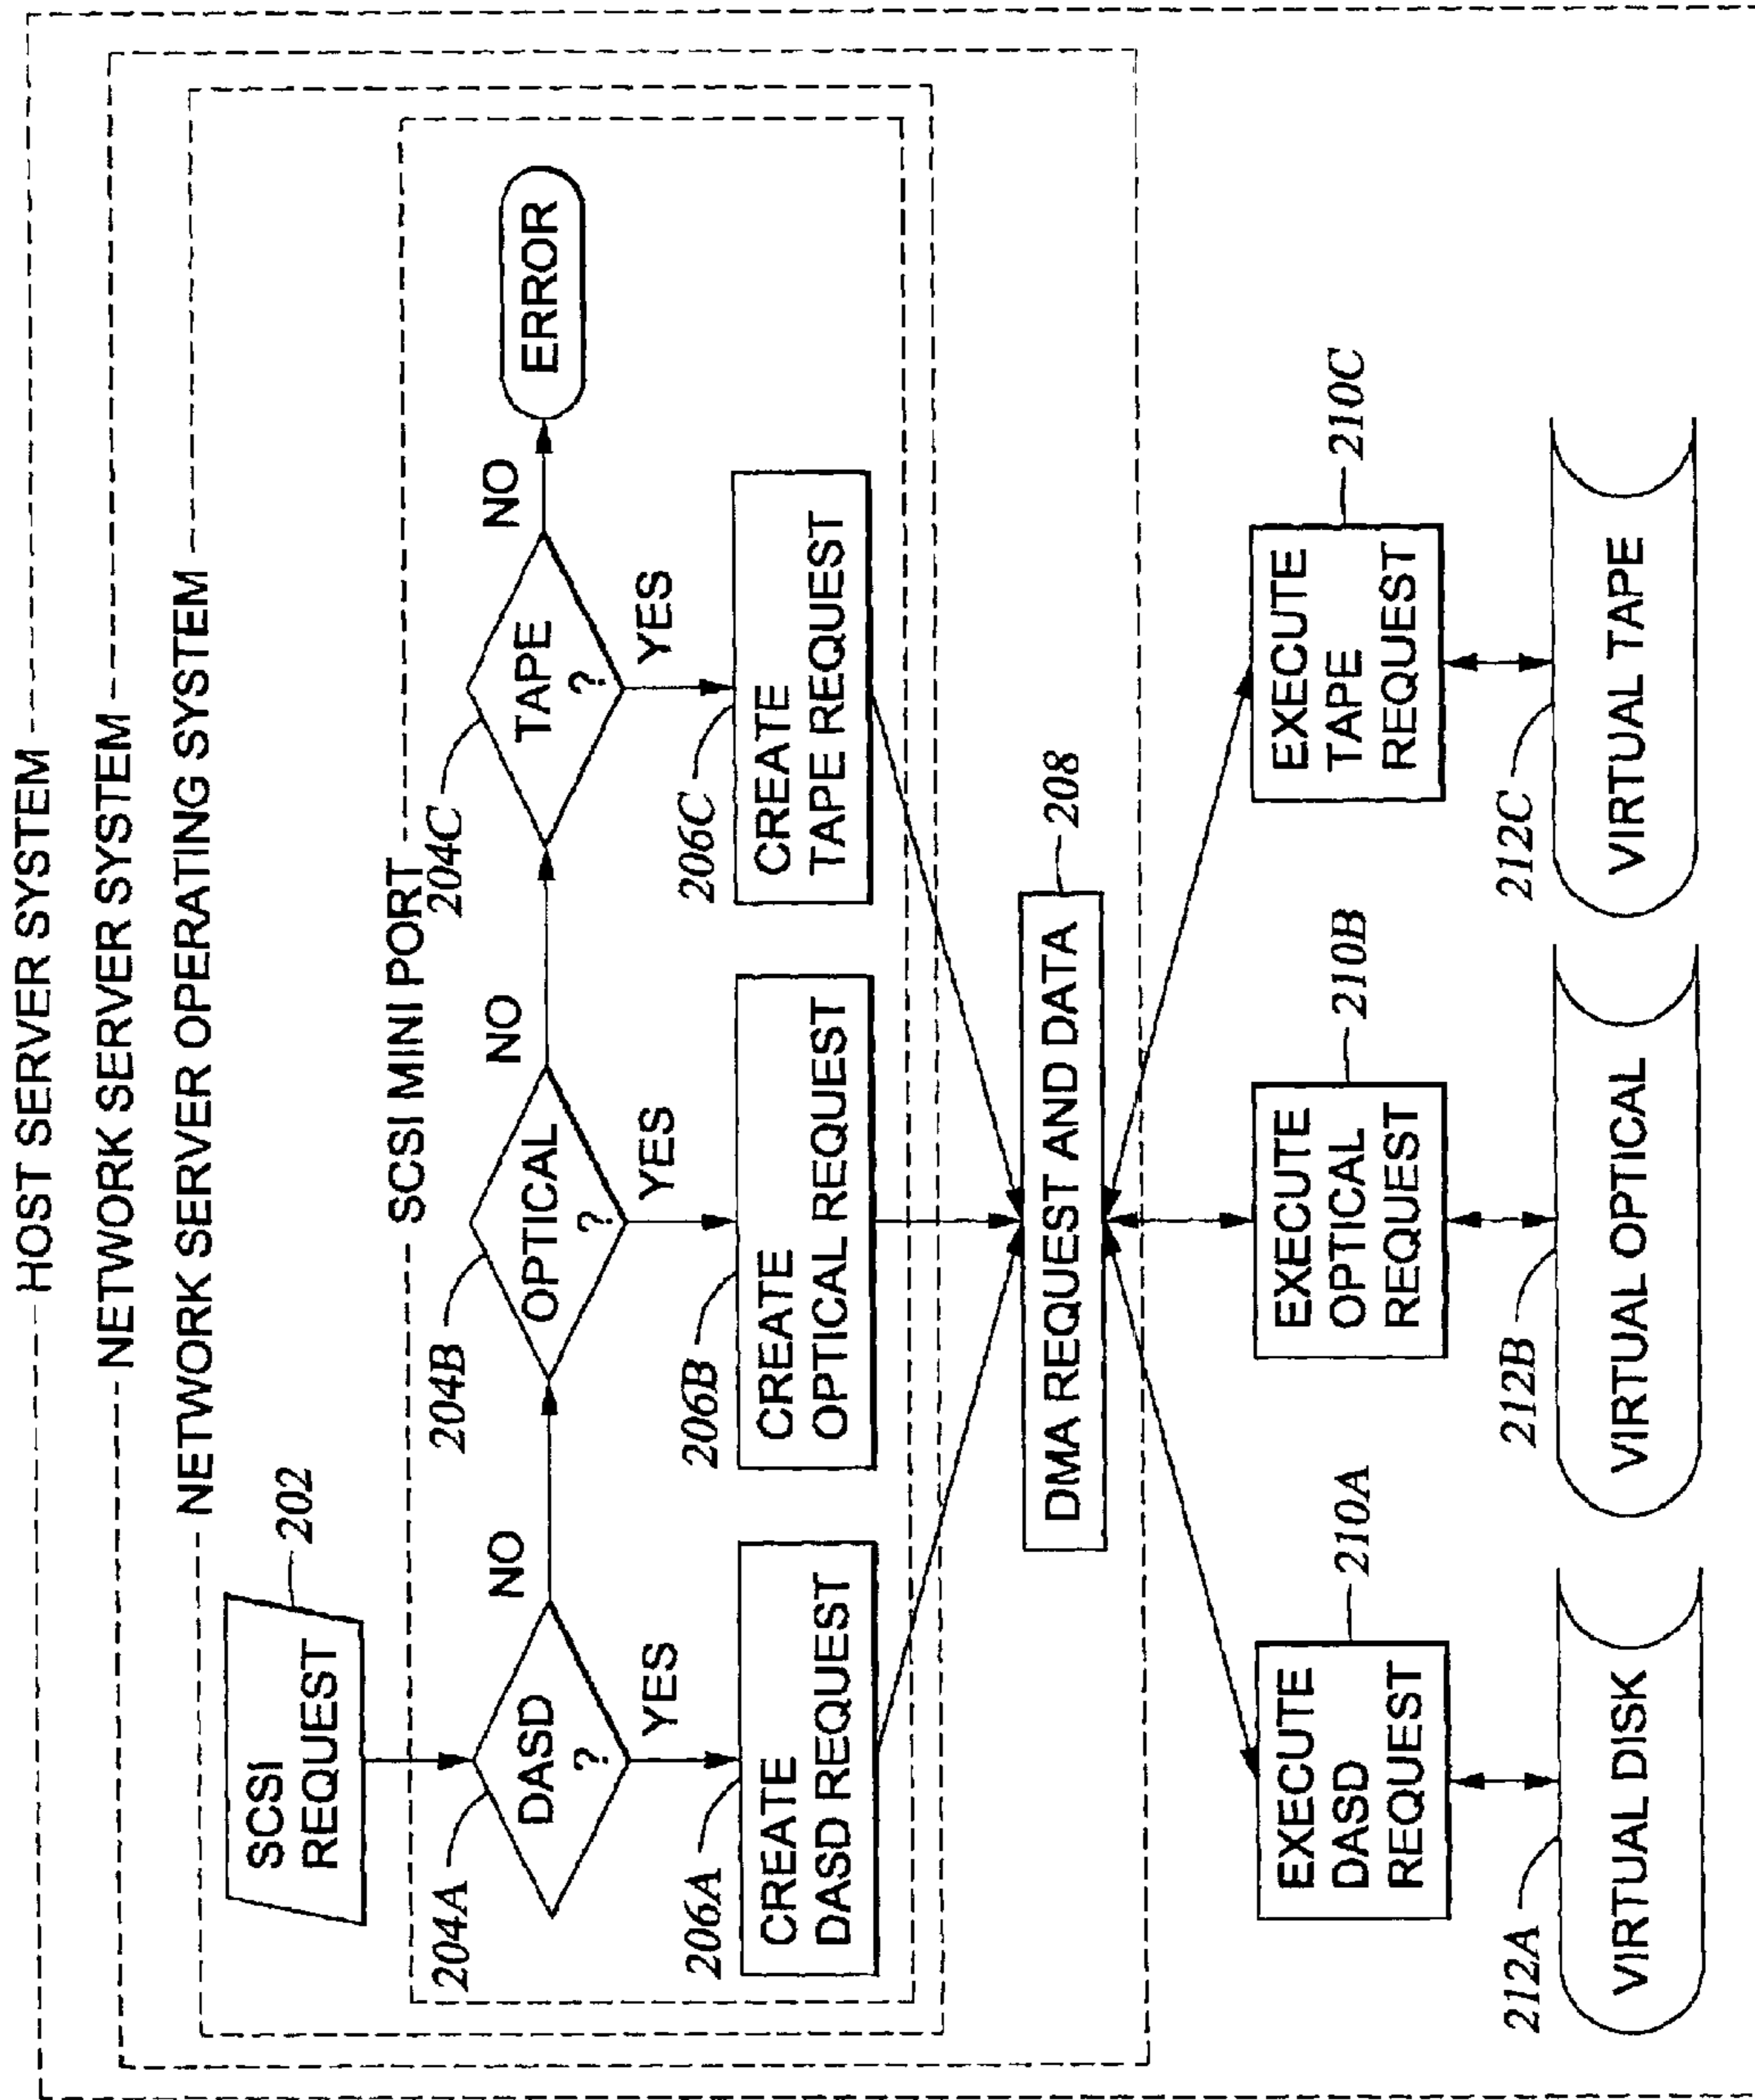 HOST SERVER SYSTEM
NETWORK SERVER SYSTEM
NETWORK SERVER OPERATING SYSTEM
SCSI
REQUEST
202
SCSI MINI PORT
204A
DASD
?
NO
YES
204B
OPTICAL
?
NO
YES
204C
TAPE
?
NO
YES
ERROR
206A
CREATE
DASD REQUEST
206B
CREATE
OPTICAL REQUEST
206C
CREATE
TAPE REQUEST
DMA REQUEST AND DATA
208
EXECUTE
DASD
REQUEST
210A
EXECUTE
OPTICAL
REQUEST
210B
EXECUTE
TAPE
REQUEST
210C
212A
VIRTUAL DISK
212B
VIRTUAL OPTICAL
212C
VIRTUAL TAPE